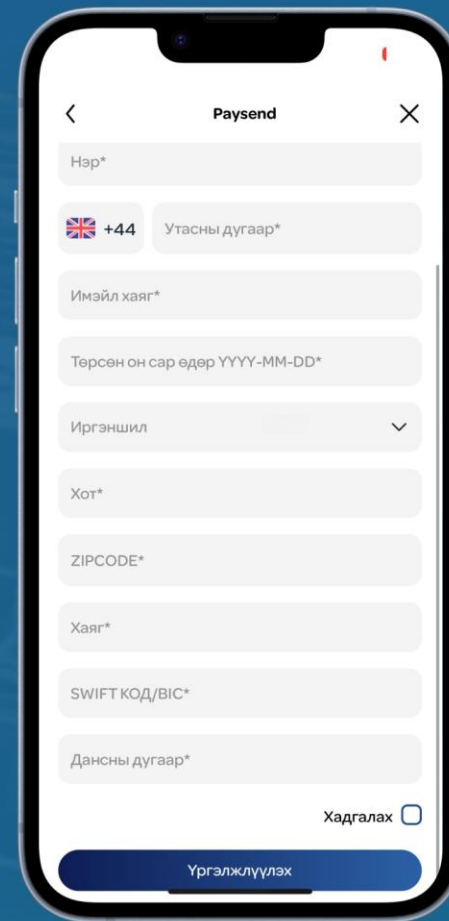 Paysend
Нэр*
+44 Утасны дугаар*
Имэйл хаяг*
Төрсөн он сар өдөр YYYY-MM-DD*
Иргэншил
Хот*
ZIPCODE*
Хаяг*
SWIFT КОД/BIC*
Дансны дугаар*
Хадгалах
Үргэлжлүүлэх